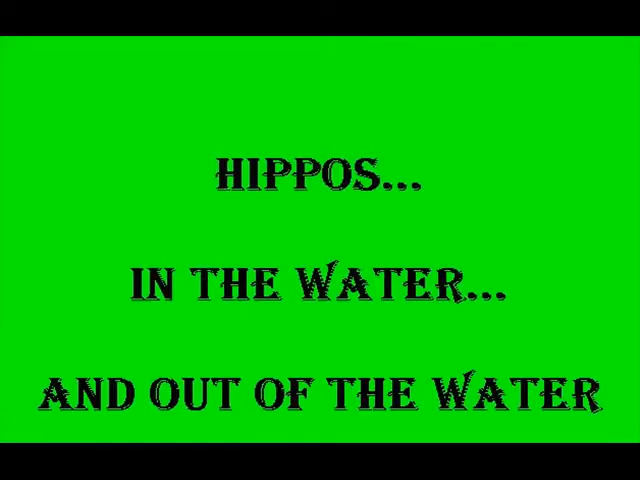 HIPPOS...
IN THE WATER...
AND OUT OF THE WATER